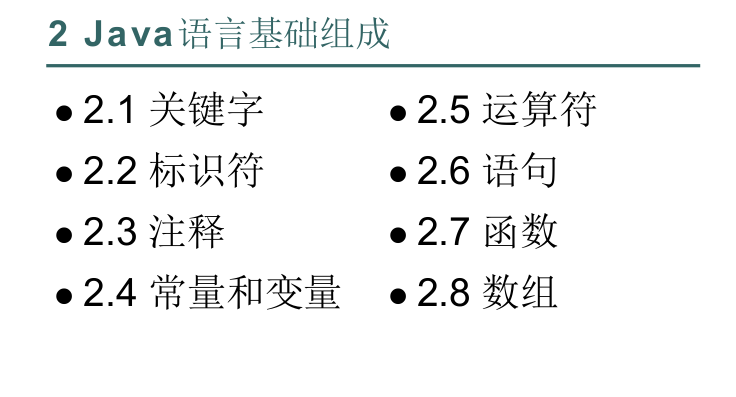 2 Java语言基础组成
● 2.1 关键字
● 2.2 标识符
● 2.3 注释
● 2.4 常量和变量
● 2.5 运算符
● 2.6 语句
● 2.7 函数
● 2.8 数组